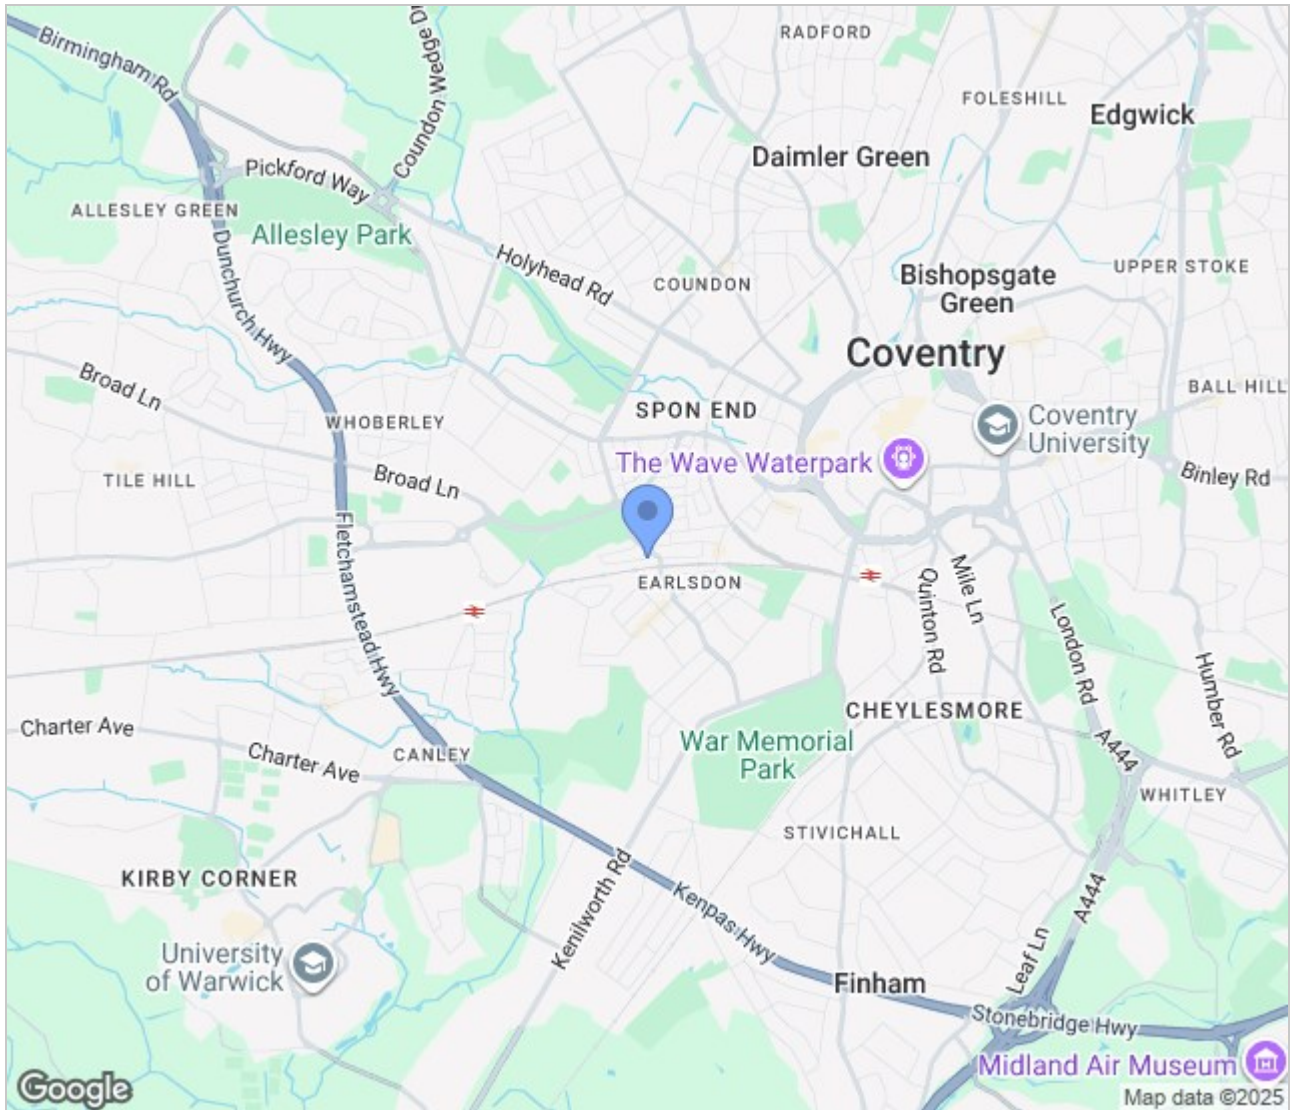 RADFORD
Birmingham Rd
Coundon Wedge Dr
FOLESHILL
Edgwick
Daimler Green
Pickford Way
ALLESLEY GREEN
Allesley Park
Dunchurch Hwy
Holyhead Rd
COUNDON
Bishopsgate
Green
UPPER STOKE
Coventry
Broad Ln
WHOBERLEY
SPON END
BALL HILL
Coventry
University
The Wave Waterpark
TILE HILL
Broad Ln
Binley Rd
Fletchamstead Hwy
EARLSDON
Mile Ln
Quinton Rd
London Rd
Humber Rd
Charter Ave
Charter Ave
CANLEY
CHEYLESMORE
War Memorial
Park
A444
WHITLEY
STIVICHALL
KIRBY CORNER
Kenilworth Rd
Kenpas Hwy
A444
University
of Warwick
Leaf Ln
Finham
Stonebridge Hwy
Midland Air Museum
Google
Map data ©2025